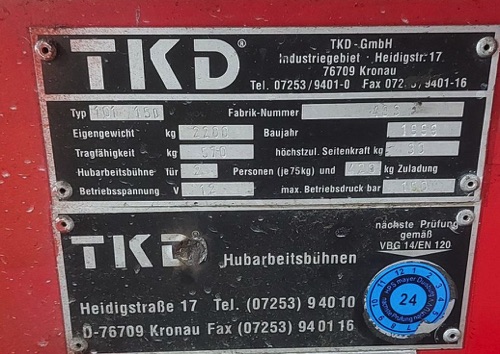 TKD®
TKD-GmbH
Industriegebiet · Heidigstr. 17
76709 Kronau
Tel. 07253/9401-0 Fax 07253/9401-16
Typ
Fabrik-Nummer
Eigengewicht kg Baujahr
Tragfähigkeit kg höchstzul. Seitenkraft kg
Hubarbeitsbühne für 2 Personen (je 75kg) und kg Zuladung
Betriebsspannung V 12 max. Betriebsdruck bar
TKD
Hubarbeitsbühnen
nächste Prüfung
gemäß
VBG 14/EN 120
24
Heidigstraße 17 Tel. (07253) 94010
D-76709 Kronau Fax (07253) 940116